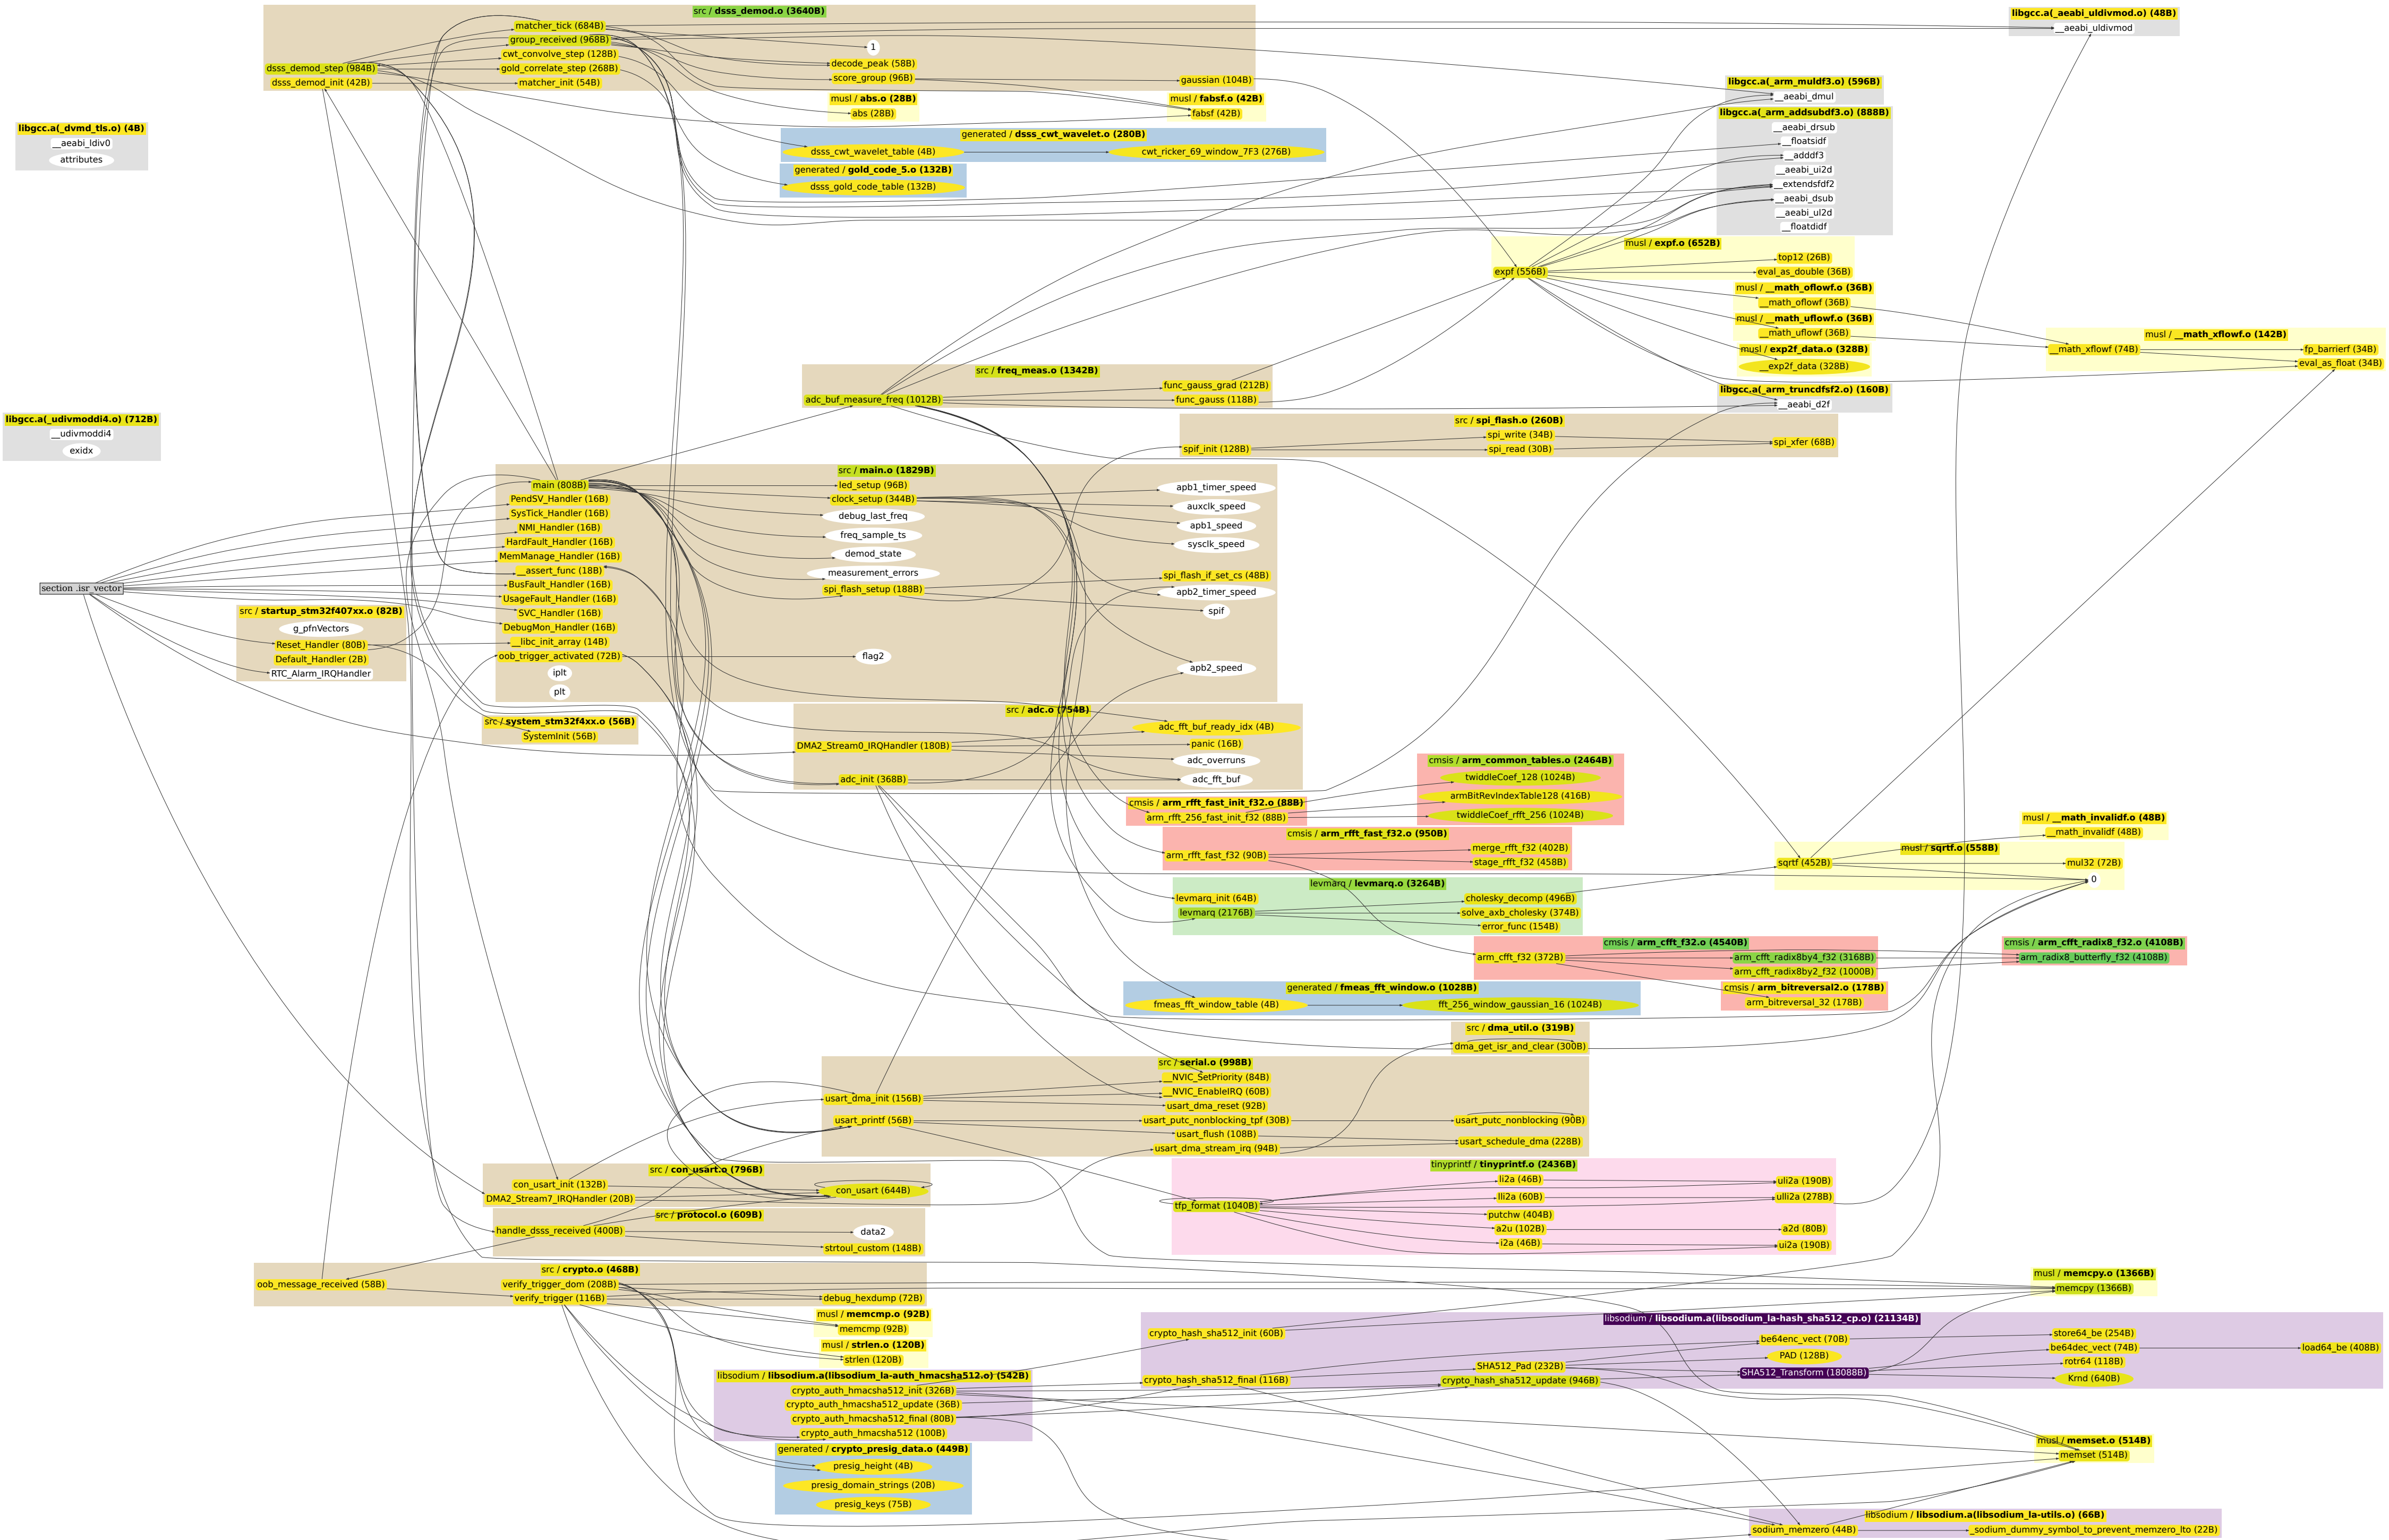 src / dsss_demod.o (3640B)
matcher_tick (684B)
group_received (968B)
1
cwt_convolve_step (128B)
decode_peak (58B)
dsss_demod_step (984B)
gold_correlate_step (268B)
score_group (96B)
gaussian (104B)
dsss_demod_init (42B)
matcher_init (54B)
libgcc.a(_aeabi_uldivmod.o) (48B)
__aeabi_uldivmod
libgcc.a(_arm_muldf3.o) (596B)
__aeabi_dmul
musl / abs.o (28B)
abs (28B)
musl / fabsf.o (42B)
fabsf (42B)
libgcc.a(_arm_addsubdf3.o) (888B)
__aeabi_drsub
__floatsidf
__adddf3
__aeabi_ui2d
__extendsfdf2
__aeabi_dsub
__aeabi_ul2d
__floatdidf
libgcc.a(_dvmd_tls.o) (4B)
__aeabi_ldiv0
attributes
generated / dsss_cwt_wavelet.o (280B)
dsss_cwt_wavelet_table (4B)
cwt_ricker_69_window_7F3 (276B)
generated / gold_code_5.o (132B)
dsss_gold_code_table (132B)
musl / expf.o (652B)
top12 (26B)
expf (556B)
eval_as_double (36B)
musl / __math_oflowf.o (36B)
__math_oflowf (36B)
musl / __math_uflowf.o (36B)
__math_uflowf (36B)
musl / __math_xflowf.o (142B)
__math_xflowf (74B)
fp_barrierf (34B)
eval_as_float (34B)
musl / exp2f_data.o (328B)
__exp2f_data (328B)
libgcc.a(_arm_truncdfsf2.o) (160B)
__aeabi_d2f
src / freq_meas.o (1342B)
func_gauss_grad (212B)
adc_buf_measure_freq (1012B)
func_gauss (118B)
libgcc.a(_udivmoddi4.o) (712B)
__udivmoddi4
exidx
src / spi_flash.o (260B)
spi_write (34B)
spi_xfer (68B)
spif_init (128B)
spi_read (30B)
src / main.o (1829B)
main (808B)
led_setup (96B)
apb1_timer_speed
PendSV_Handler (16B)
clock_setup (344B)
auxclk_speed
SysTick_Handler (16B)
debug_last_freq
NMI_Handler (16B)
apb1_speed
freq_sample_ts
HardFault_Handler (16B)
sysclk_speed
MemManage_Handler (16B)
demod_state
__assert_func (18B)
measurement_errors
spi_flash_if_set_cs (48B)
BusFault_Handler (16B)
spi_flash_setup (188B)
apb2_timer_speed
UsageFault_Handler (16B)
SVC_Handler (16B)
spif
DebugMon_Handler (16B)
__libc_init_array (14B)
oob_trigger_activated (72B)
flag2
apb2_speed
iplt
plt
section .isr_vector
src / startup_stm32f407xx.o (82B)
g_pfnVectors
Reset_Handler (80B)
Default_Handler (2B)
RTC_Alarm_IRQHandler
src / system_stm32f4xx.o (56B)
SystemInit (56B)
src / adc.o (754B)
adc_fft_buf_ready_idx (4B)
DMA2_Stream0_IRQHandler (180B)
panic (16B)
adc_overruns
adc_init (368B)
adc_fft_buf
cmsis / arm_common_tables.o (2464B)
twiddleCoef_128 (1024B)
armBitRevIndexTable128 (416B)
twiddleCoef_rfft_256 (1024B)
cmsis / arm_rfft_fast_init_f32.o (88B)
arm_rfft_256_fast_init_f32 (88B)
cmsis / arm_rfft_fast_f32.o (950B)
merge_rfft_f32 (402B)
arm_rfft_fast_f32 (90B)
stage_rfft_f32 (458B)
musl / __math_invalidf.o (48B)
__math_invalidf (48B)
musl / sqrtf.o (558B)
sqrtf (452B)
mul32 (72B)
0
levmarq / levmarq.o (3264B)
levmarq_init (64B)
cholesky_decomp (496B)
levmarq (2176B)
solve_axb_cholesky (374B)
error_func (154B)
cmsis / arm_cfft_f32.o (4540B)
arm_cfft_f32 (372B)
arm_cfft_radix8by4_f32 (3168B)
arm_cfft_radix8by2_f32 (1000B)
cmsis / arm_cfft_radix8_f32.o (4108B)
arm_radix8_butterfly_f32 (4108B)
cmsis / arm_bitreversal2.o (178B)
arm_bitreversal_32 (178B)
generated / fmeas_fft_window.o (1028B)
fmeas_fft_window_table (4B)
fft_256_window_gaussian_16 (1024B)
src / dma_util.o (319B)
dma_get_isr_and_clear (300B)
src / serial.o (998B)
__NVIC_SetPriority (84B)
__NVIC_EnableIRQ (60B)
usart_dma_init (156B)
usart_dma_reset (92B)
usart_printf (56B)
usart_putc_nonblocking_tpf (30B)
usart_putc_nonblocking (90B)
usart_flush (108B)
usart_schedule_dma (228B)
usart_dma_stream_irq (94B)
src / con_usart.o (796B)
con_usart_init (132B)
con_usart (644B)
DMA2_Stream7_IRQHandler (20B)
tinyprintf / tinyprintf.o (2436B)
li2a (46B)
uli2a (190B)
lli2a (60B)
ulli2a (278B)
tfp_format (1040B)
putchw (404B)
a2u (102B)
a2d (80B)
i2a (46B)
ui2a (190B)
src / protocol.o (609B)
handle_dsss_received (400B)
data2
strtoul_custom (148B)
src / crypto.o (468B)
oob_message_received (58B)
verify_trigger_dom (208B)
verify_trigger (116B)
debug_hexdump (72B)
musl / memcmp.o (92B)
memcmp (92B)
musl / strlen.o (120B)
strlen (120B)
musl / memcpy.o (1366B)
memcpy (1366B)
libsodium / libsodium.a(libsodium_la-hash_sha512_cp.o) (21134B)
crypto_hash_sha512_init (60B)
be64enc_vect (70B)
store64_be (254B)
PAD (128B)
be64dec_vect (74B)
load64_be (408B)
SHA512_Pad (232B)
rotr64 (118B)
SHA512_Transform (18088B)
crypto_hash_sha512_final (116B)
crypto_hash_sha512_update (946B)
Krnd (640B)
libsodium / libsodium.a(libsodium_la-auth_hmacsha512.o) (542B)
crypto_auth_hmacsha512_init (326B)
crypto_auth_hmacsha512_update (36B)
crypto_auth_hmacsha512_final (80B)
crypto_auth_hmacsha512 (100B)
generated / crypto_presig_data.o (449B)
presig_height (4B)
presig_domain_strings (20B)
presig_keys (75B)
musl / memset.o (514B)
memset (514B)
libsodium / libsodium.a(libsodium_la-utils.o) (66B)
sodium_memzero (44B)
_sodium_dummy_symbol_to_prevent_memzero_lto (22B)